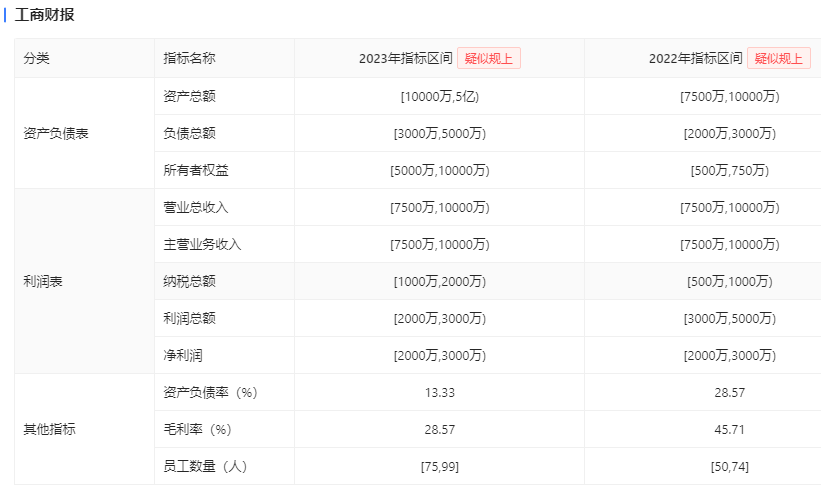 工商财报
分类 指标名称 2023年指标区间 疑似规上 2022年指标区间 疑似规上
资产总额 [10000万,5亿) [7500万,10000万)
资产负债表 负债总额 [3000万,5000万) [2000万,3000万)
所有者权益 [5000万,10000万) [500万,750万)
营业总收入 [7500万,10000万) [7500万,10000万)
主营业务收入 [7500万,10000万) [7500万,10000万)
利润表 纳税总额 [1000万,2000万) [500万,1000万)
利润总额 [2000万,3000万) [3000万,5000万)
净利润 [2000万,3000万) [2000万,3000万)
资产负债率（%） 13.33 28.57
其他指标 毛利率（%） 28.57 45.71
员工数量（人） [75,99] [50,74]